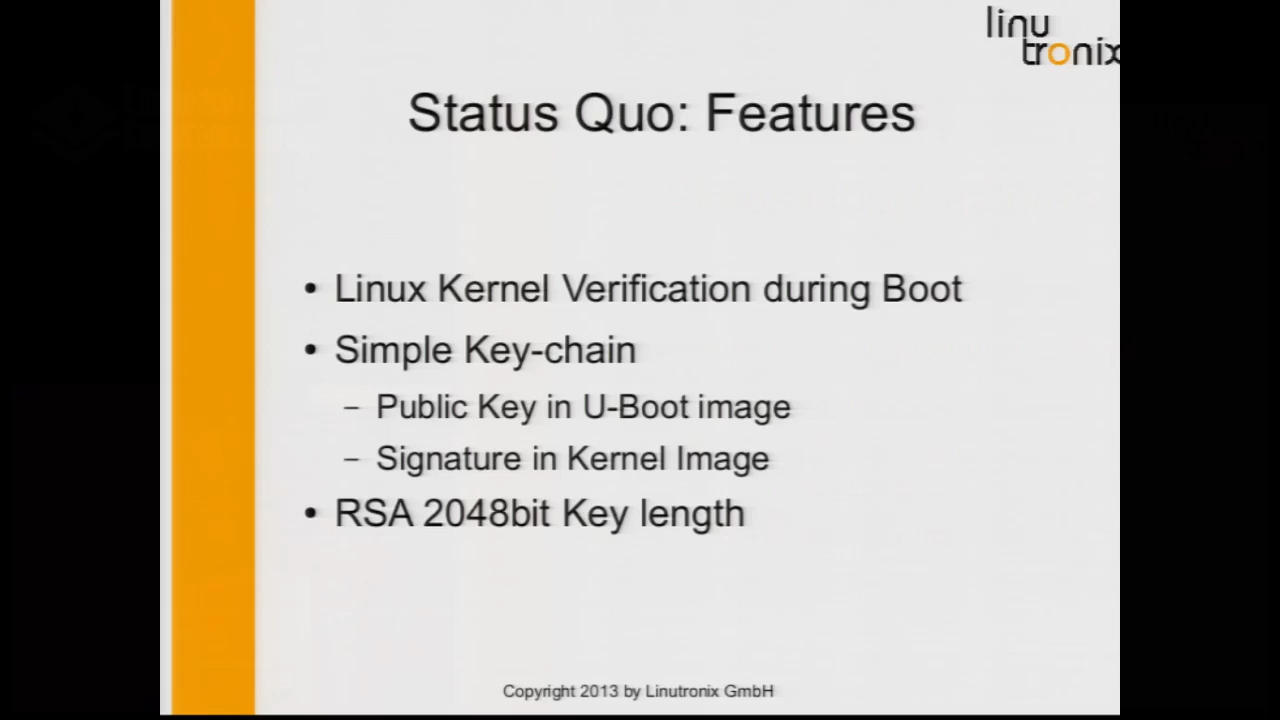 linu
tronix
Status Quo: Features
• Linux Kernel Verification during Boot
• Simple Key-chain
– Public Key in U-Boot image
– Signature in Kernel Image
• RSA 2048bit Key length
Copyright 2013 by Linutronix GmbH